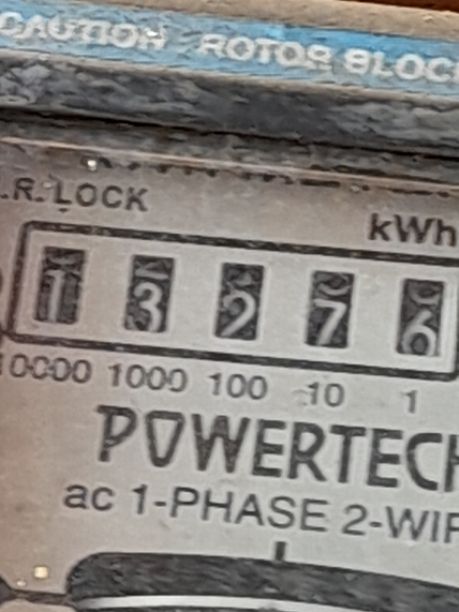 CAUTION ROTOR BLOC
.R. LOCK
kWh
1 3 2 7 6
10000 1000 100 10 1
POWERTECH
ac 1-PHASE 2-WIR